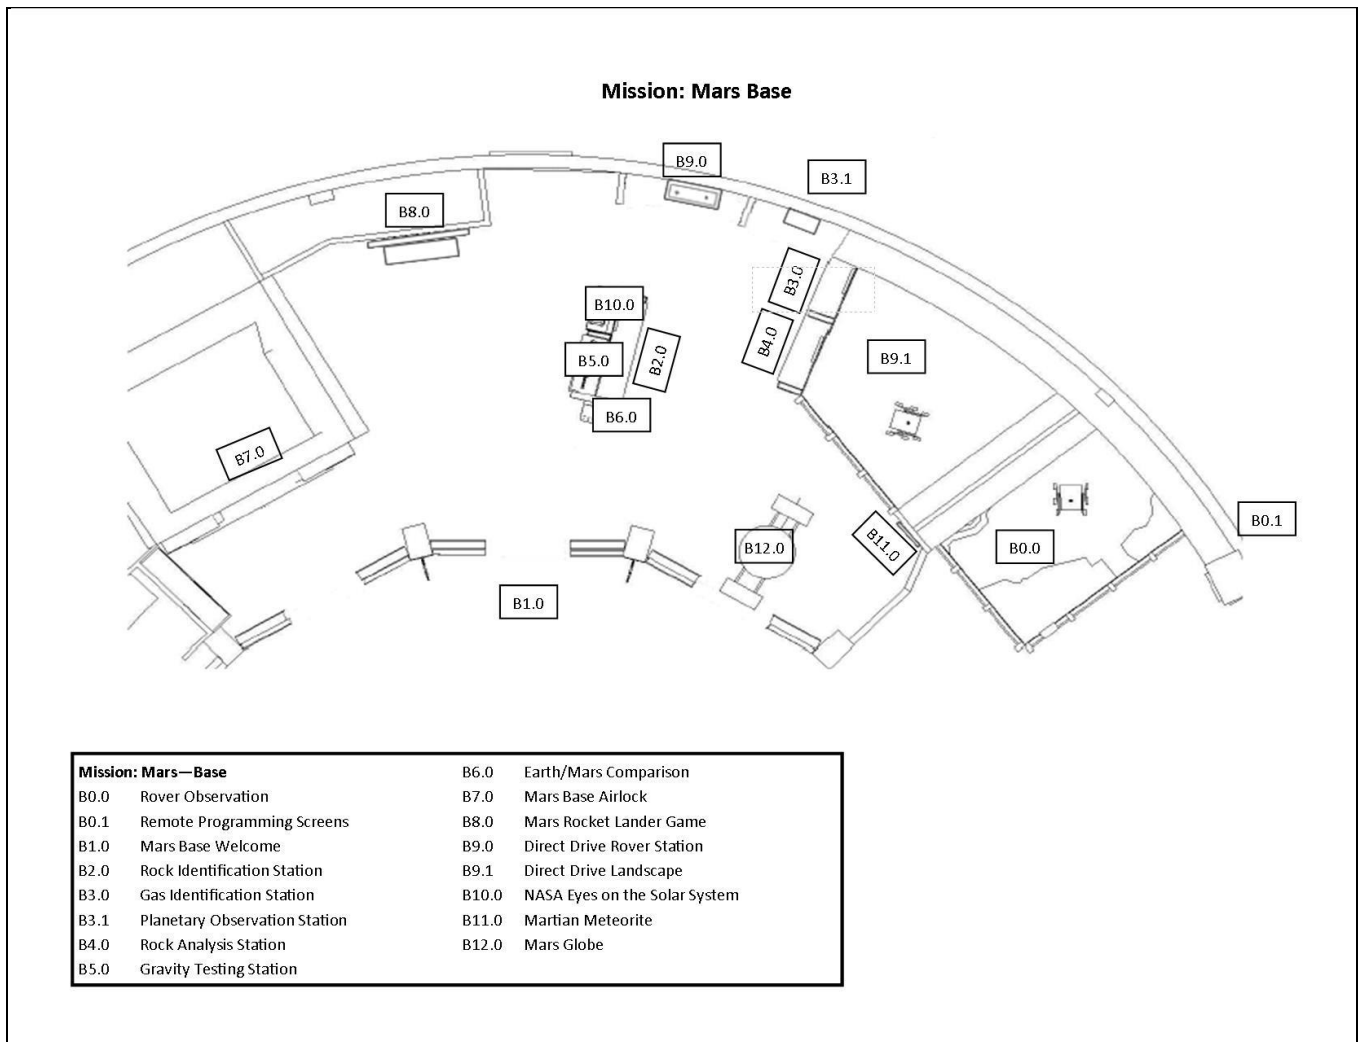 Mission: Mars Base
B9.0
B3.1
B8.0
B3.0
B10.0
B4.0
B5.0
B2.0
B9.1
B6.0
B7.0
B0.1
B11.0
B12.0
B0.0
B1.0
Mission: Mars—Base
B0.0 Rover Observation
B0.1 Remote Programming Screens
B1.0 Mars Base Welcome
B2.0 Rock Identification Station
B3.0 Gas Identification Station
B3.1 Planetary Observation Station
B4.0 Rock Analysis Station
B5.0 Gravity Testing Station
B6.0 Earth/Mars Comparison
B7.0 Mars Base Airlock
B8.0 Mars Rocket Lander Game
B9.0 Direct Drive Rover Station
B9.1 Direct Drive Landscape
B10.0 NASA Eyes on the Solar System
B11.0 Martian Meteorite
B12.0 Mars Globe